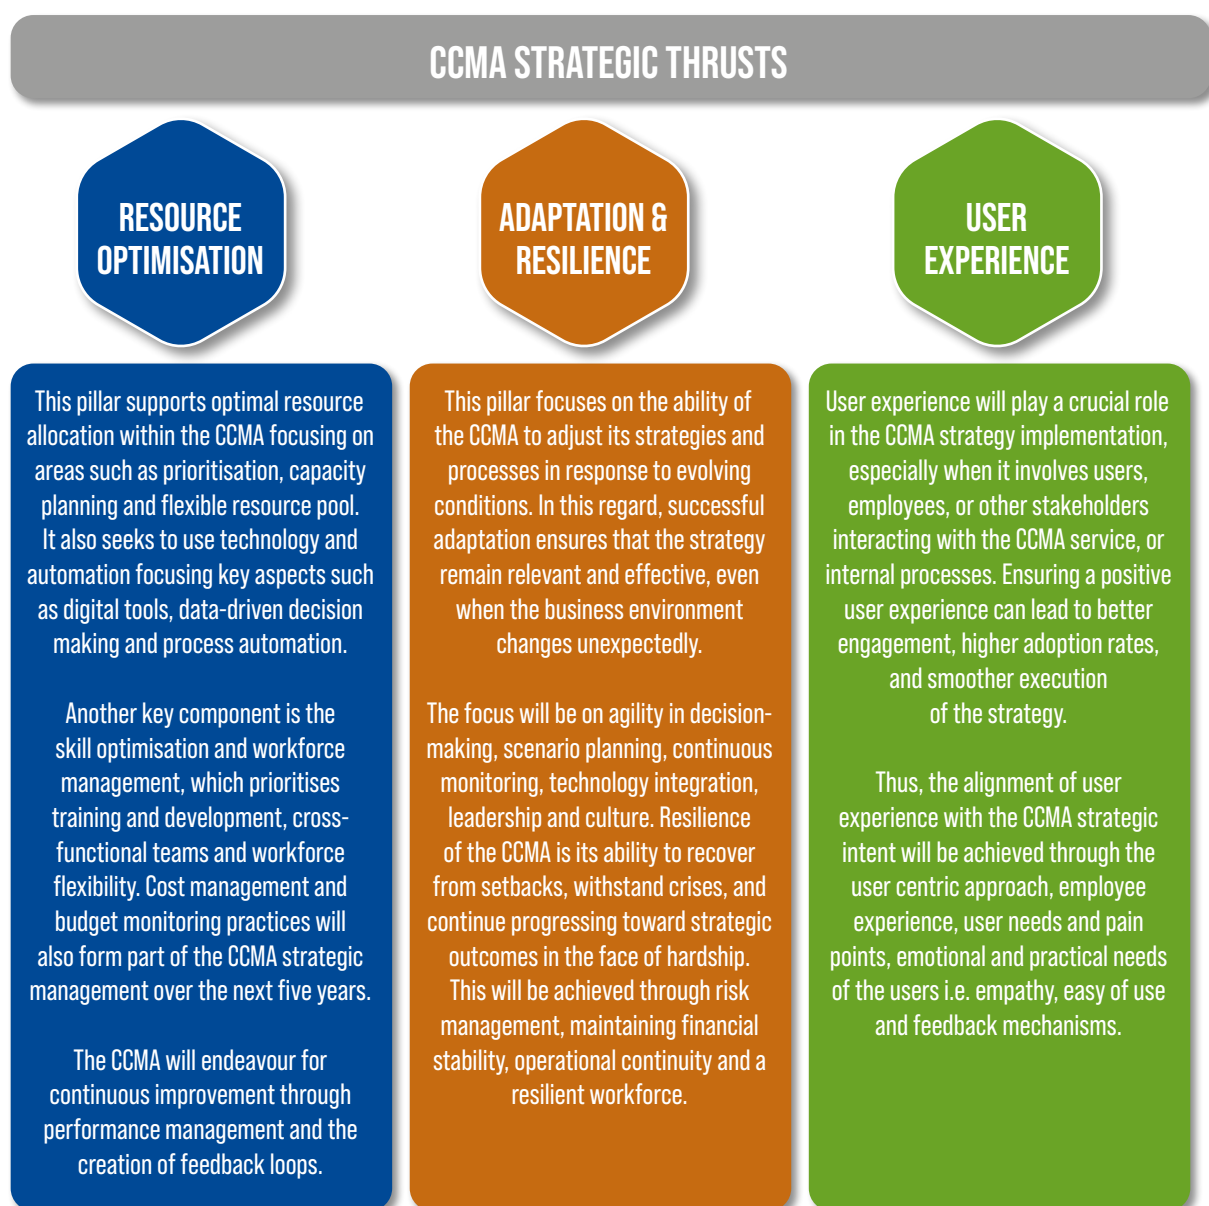 CCMA STRATEGIC THRUSTS
RESOURCE
OPTIMISATION
This pillar supports optimal resource
allocation within the CCMA focusing on
areas such as prioritisation, capacity
planning and flexible resource pool.
It also seeks to use technology and
automation focusing key aspects such
as digital tools, data-driven decision
making and process automation.
Another key component is the
skill optimisation and workforce
management, which prioritises
training and development, cross-
functional teams and workforce
flexibility. Cost management and
budget monitoring practices will
also form part of the CCMA strategic
management over the next five years.
The CCMA will endeavour for
continuous improvement through
performance management and the
creation of feedback loops.
ADAPTATION &
RESILIENCE
This pillar focuses on the ability of
the CCMA to adjust its strategies and
processes in response to evolving
conditions. In this regard, successful
adaptation ensures that the strategy
remain relevant and effective, even
when the business environment
changes unexpectedly.
The focus will be on agility in decision-
making, scenario planning, continuous
monitoring, technology integration,
leadership and culture. Resilience
of the CCMA is its ability to recover
from setbacks, withstand crises, and
continue progressing toward strategic
outcomes in the face of hardship.
This will be achieved through risk
management, maintaining financial
stability, operational continuity and a
resilient workforce.
USER
EXPERIENCE
User experience will play a crucial role
in the CCMA strategy implementation,
especially when it involves users,
employees, or other stakeholders
interacting with the CCMA service, or
internal processes. Ensuring a positive
user experience can lead to better
engagement, higher adoption rates,
and smoother execution
of the strategy.
Thus, the alignment of user
experience with the CCMA strategic
intent will be achieved through the
user centric approach, employee
experience, user needs and pain
points, emotional and practical needs
of the users i.e. empathy, easy of use
and feedback mechanisms.